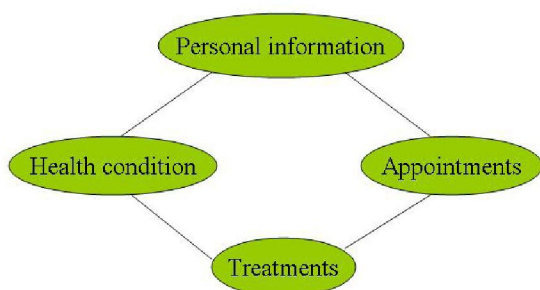 Personal information
Health condition
Appointments
Treatments